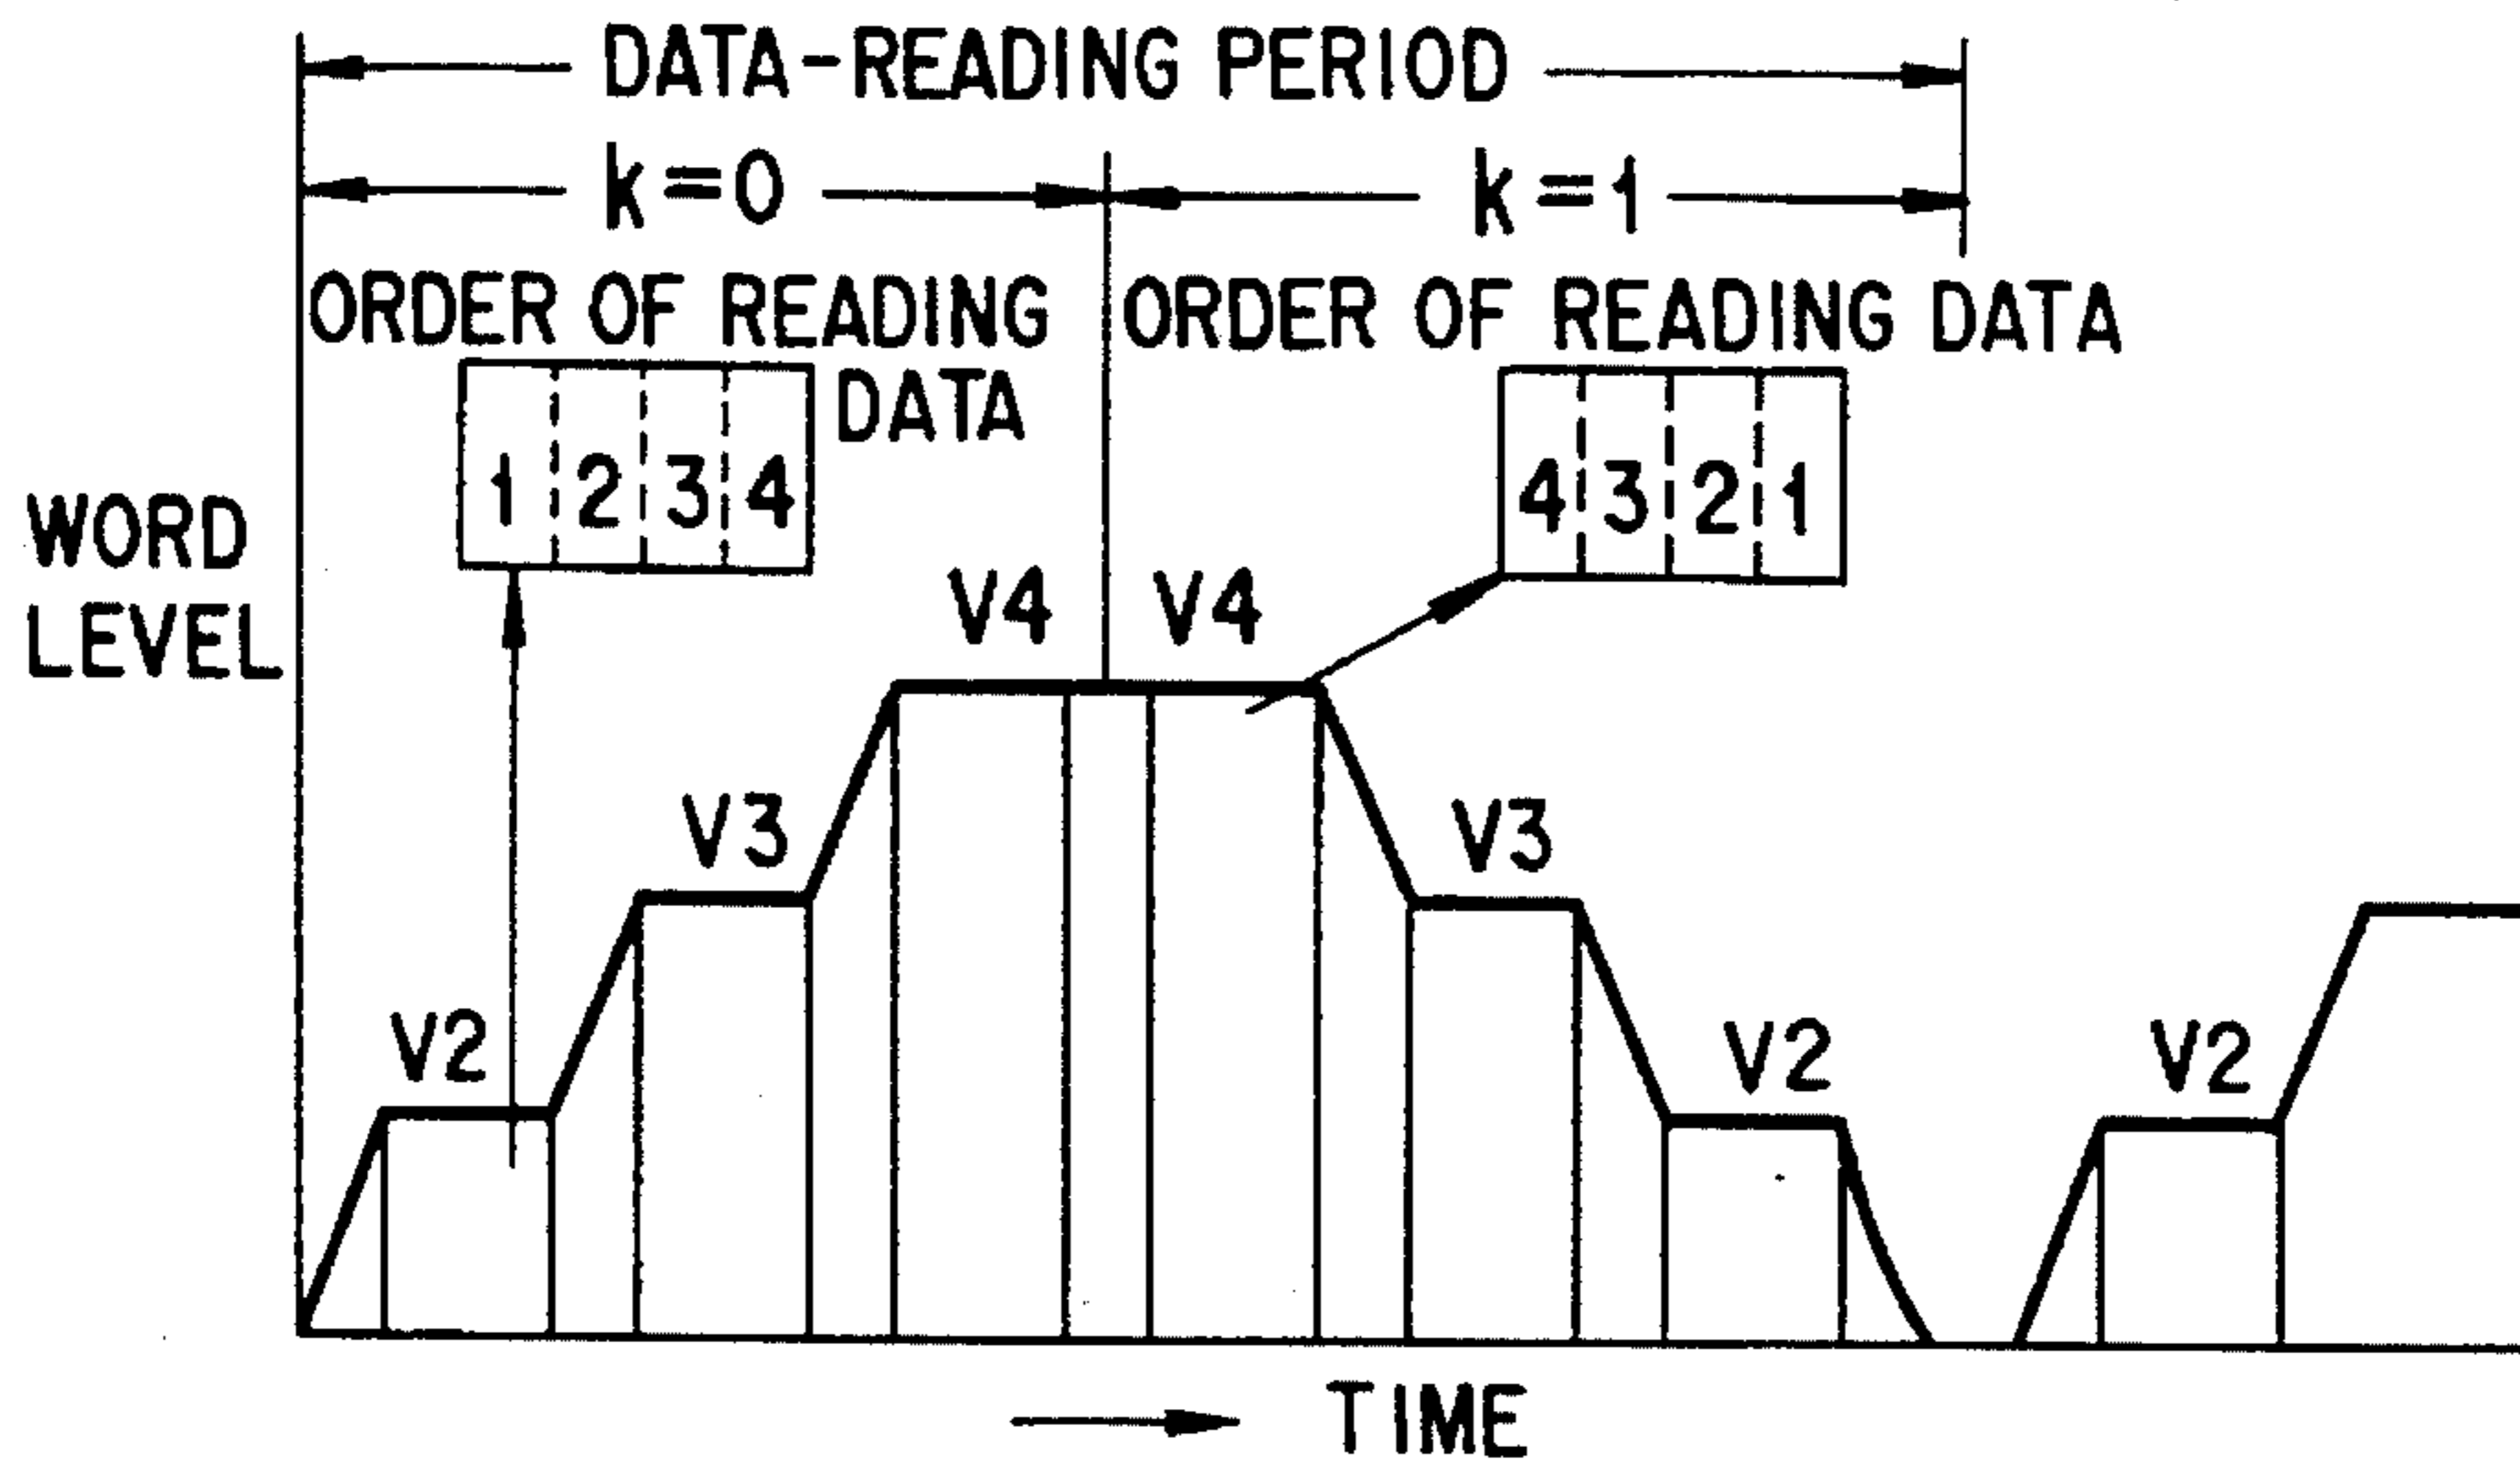 DATA-READING PERIOD
k=0 k=1
ORDER OF READING DATA
ORDER OF READING DATA
1 2 3 4
4 3 2 1
WORD
LEVEL
V4 V4
V3 V3
V2 V2 V2
TIME